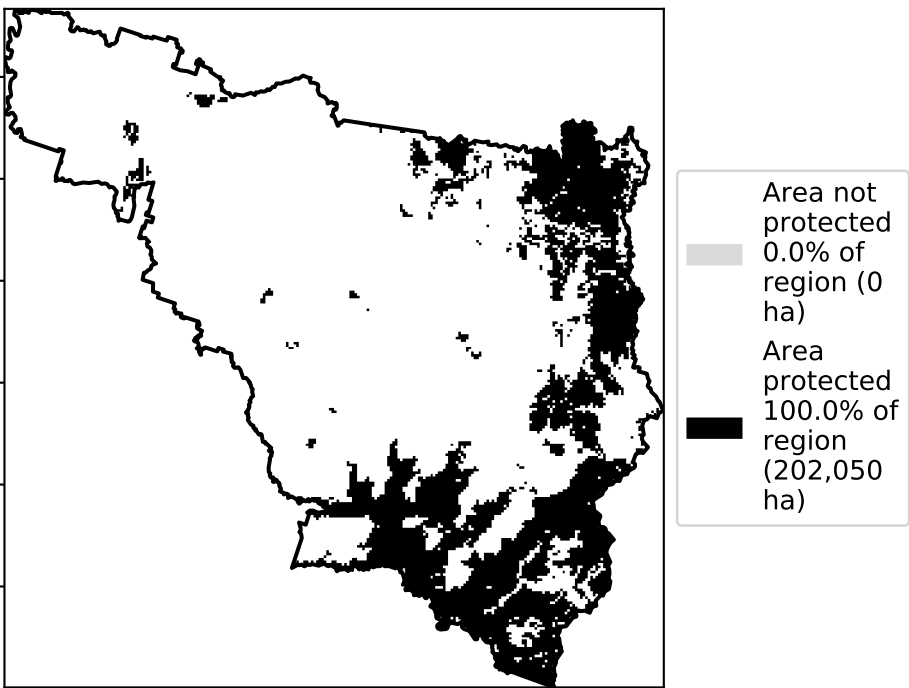 Area not
protected
0.0% of
region (0
ha)
Area
protected
100.0% of
region
(202,050
ha)